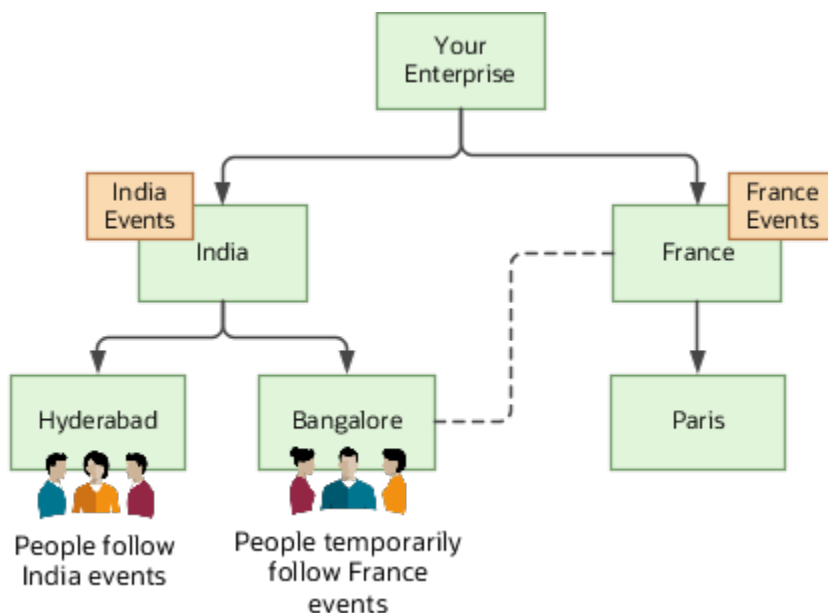 Your
Enterprise
India
Events
France
Events
India
France
Hyderabad
Bangalore
Paris
People follow
India events
People temporarily
follow France
events